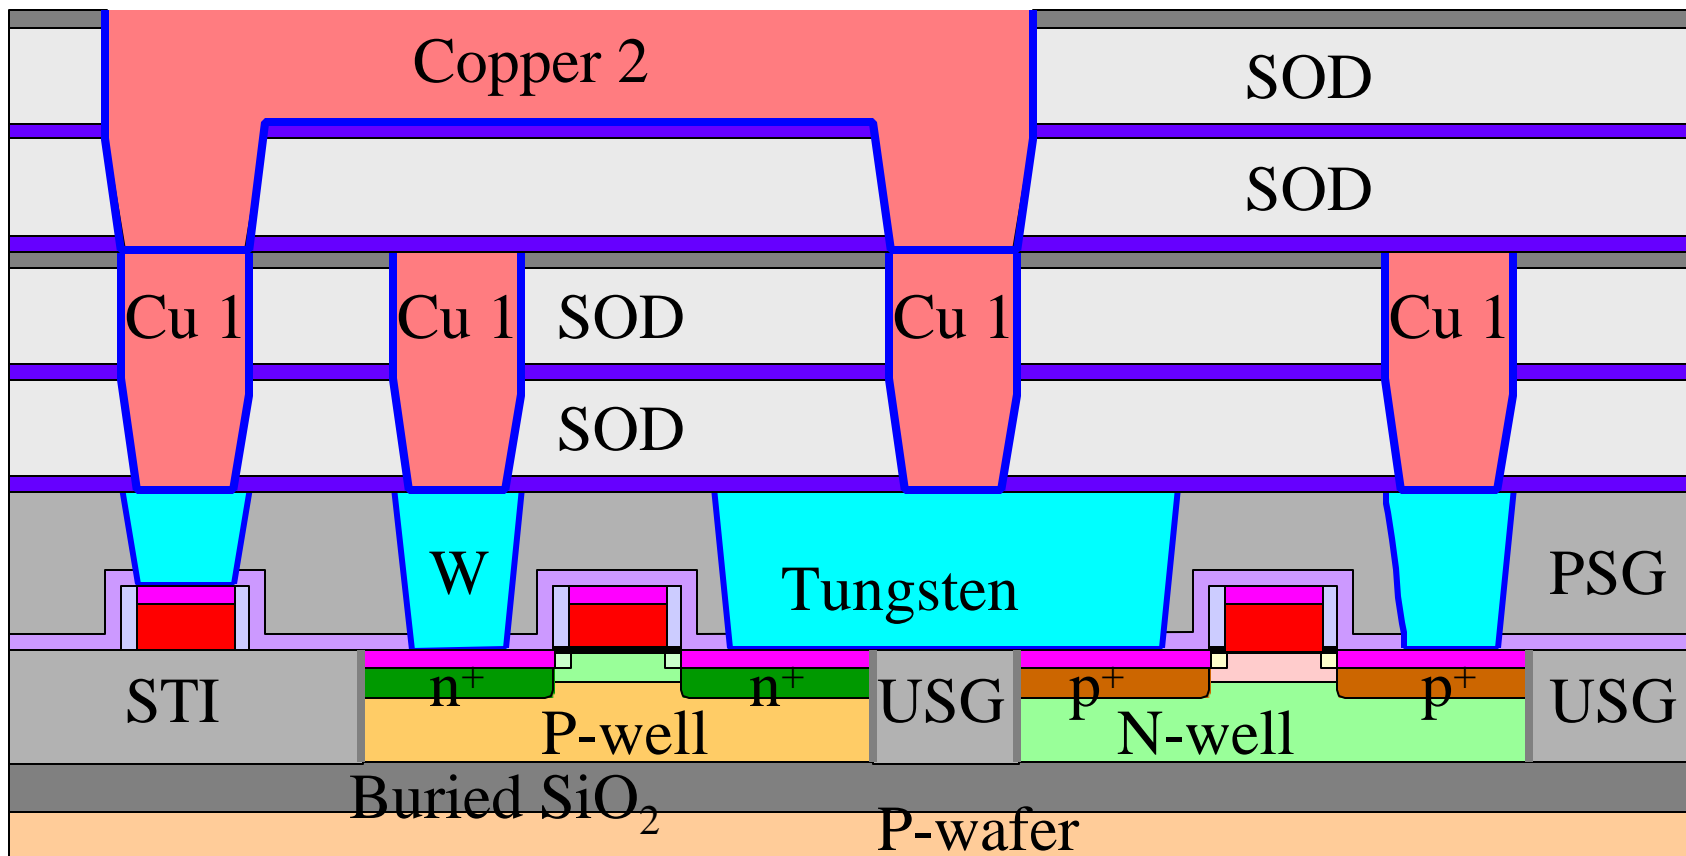 Copper 2
SOD
SOD
Cu 1
Cu 1
SOD
Cu 1
Cu 1
SOD
W
Tungsten
PSG
STI
n⁺
n⁺
USG
p⁺
p⁺
USG
P-well
N-well
Buried SiO₂
P-wafer